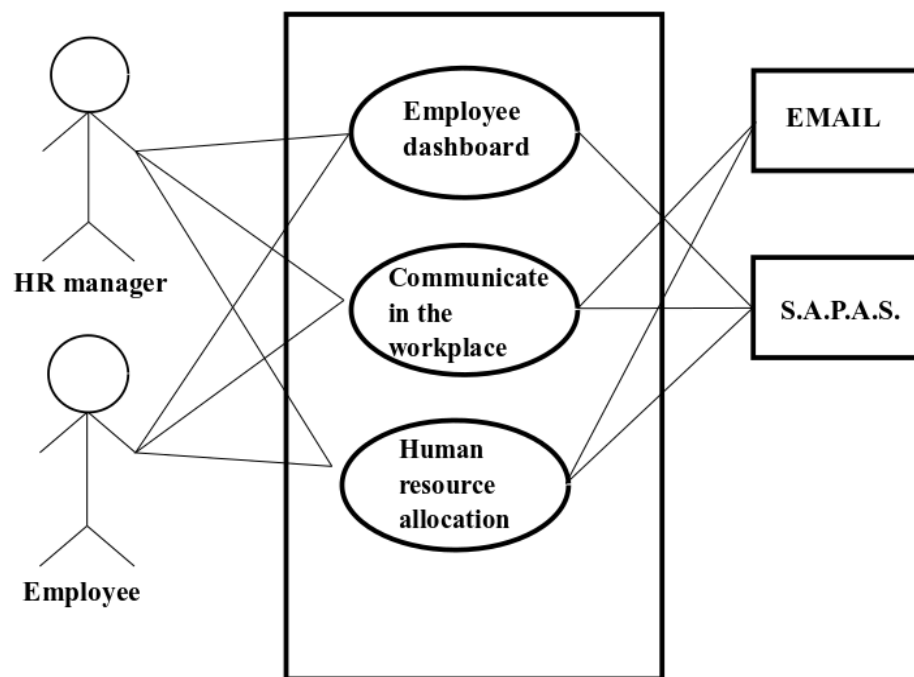 Employee
dashboard
EMAIL
HR manager
Communicate
in the
workplace
S.A.P.A.S.
Human
resource
allocation
Employee